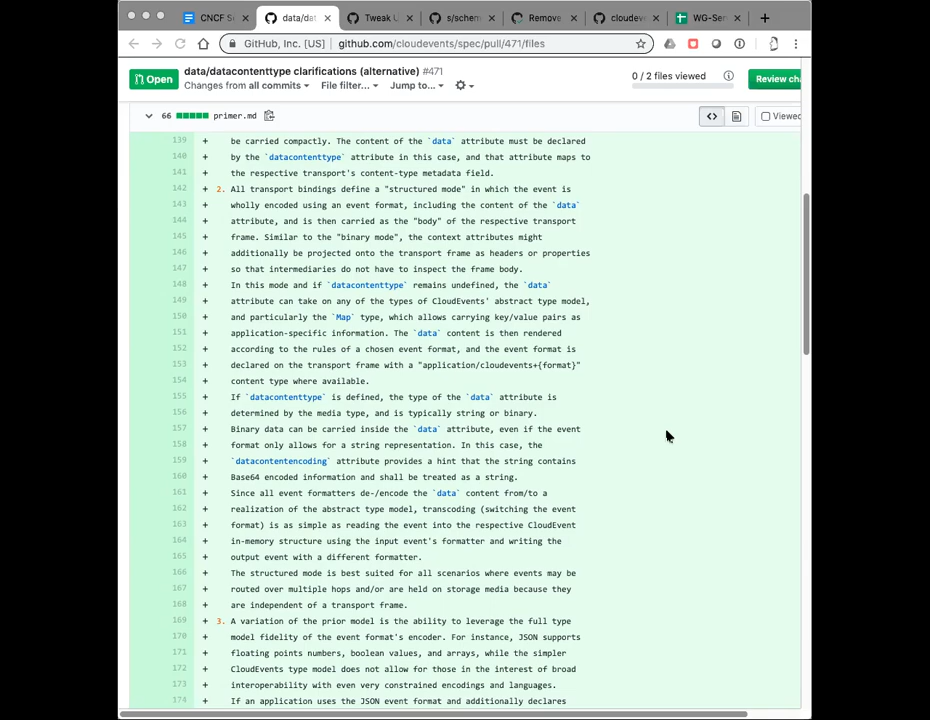 CNCF S
data/dat
Tweak U
s/schem
Remove
cloudev
WG-Ser
GitHub, Inc. [US]
github.com/cloudevents/spec/pull/471/files
Open
data/datacontenttype clarifications (alternative) #471
Changes from all commits
File filter...
Jump to...
0 / 2 files viewed
Review cha
66
primer.md
Viewed
139 + be carried compactly. The content of the `data` attribute must be declared
140 + by the `datacontenttype` attribute in this case, and that attribute maps to
141 + the respective transport's content-type metadata field.
142 + 2. All transport bindings define a "structured mode" in which the event is
143 + wholly encoded using an event format, including the content of the `data`
144 + attribute, and is then carried as the "body" of the respective transport
145 + frame. Similar to the "binary mode", the context attributes might
146 + additionally be projected onto the transport frame as headers or properties
147 + so that intermediaries do not have to inspect the frame body.
148 + In this mode and if `datacontenttype` remains undefined, the `data`
149 + attribute can take on any of the types of CloudEvents' abstract type model,
150 + and particularly the `Map` type, which allows carrying key/value pairs as
151 + application-specific information. The `data` content is then rendered
152 + according to the rules of a chosen event format, and the event format is
153 + declared on the transport frame with a "application/cloudevents+{format}"
154 + content type where available.
155 + If `datacontenttype` is defined, the type of the `data` attribute is
156 + determined by the media type, and is typically string or binary.
157 + Binary data can be carried inside the `data` attribute, even if the event
158 + format only allows for a string representation. In this case, the
159 + `datacontentencoding` attribute provides a hint that the string contains
160 + Base64 encoded information and shall be treated as a string.
161 + Since all event formatters de-/encode the `data` content from/to a
162 + realization of the abstract type model, transcoding (switching the event
163 + format) is as simple as reading the event into the respective CloudEvent
164 + in-memory structure using the input event's formatter and writing the
165 + output event with a different formatter.
166 + The structured mode is best suited for all scenarios where events may be
167 + routed over multiple hops and/or are held on storage media because they
168 + are independent of a transport frame.
169 + 3. A variation of the prior model is the ability to leverage the full type
170 + model fidelity of the event format's encoder. For instance, JSON supports
171 + floating points numbers, boolean values, and arrays, while the simpler
172 + CloudEvents type model does not allow for those in the interest of broad
173 + interoperability with even very constrained encodings and languages.
174 + If an application uses the JSON event format and additionally declares